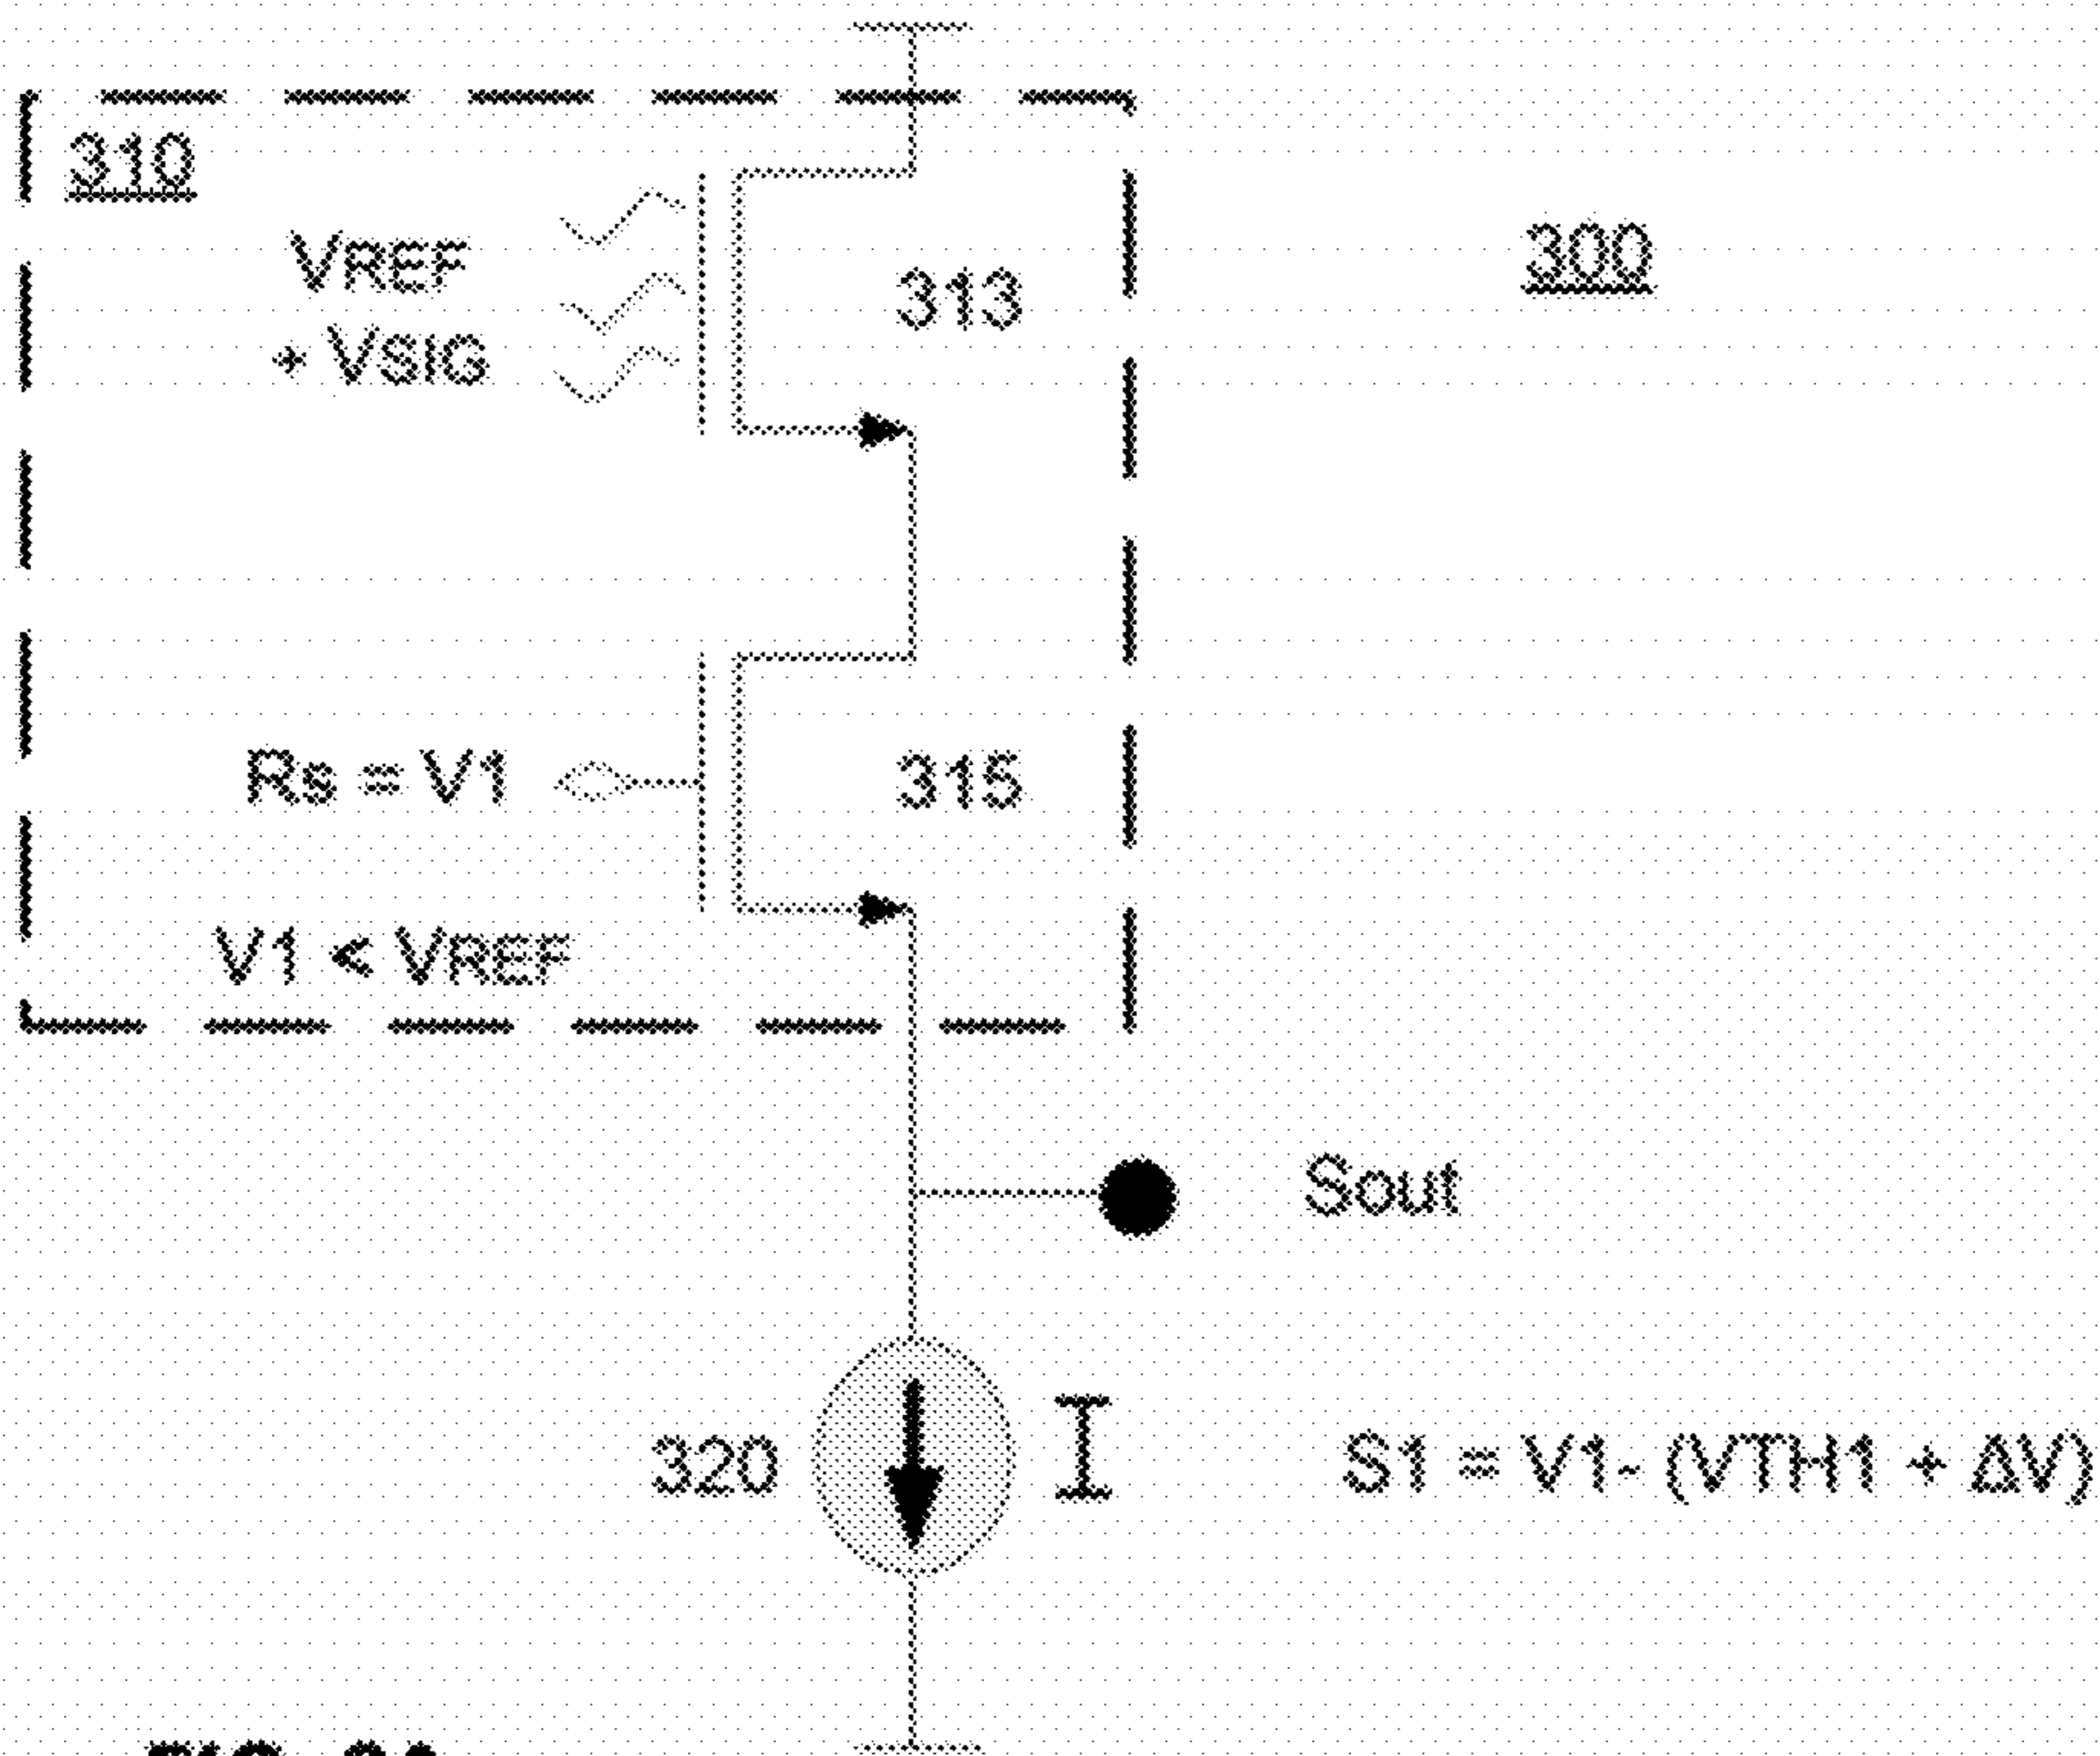 310
300
VREF
+ VSIG
313
Rs = V1
315
V1 < VREF
Sout
320
I
S1 = V1- (VTH1 + ΔV)